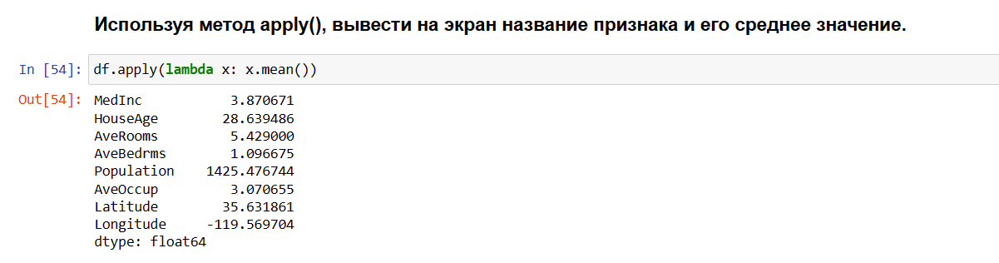 Используя метод apply(), вывести на экран название признака и его среднее значение.
In [54]: df.apply(lambda x: x.mean())
Out[54]: MedInc 3.870671
HouseAge 28.639486
AveRooms 5.429000
AveBedrms 1.096675
Population 1425.476744
AveOccup 3.070655
Latitude 35.631861
Longitude -119.569704
dtype: float64